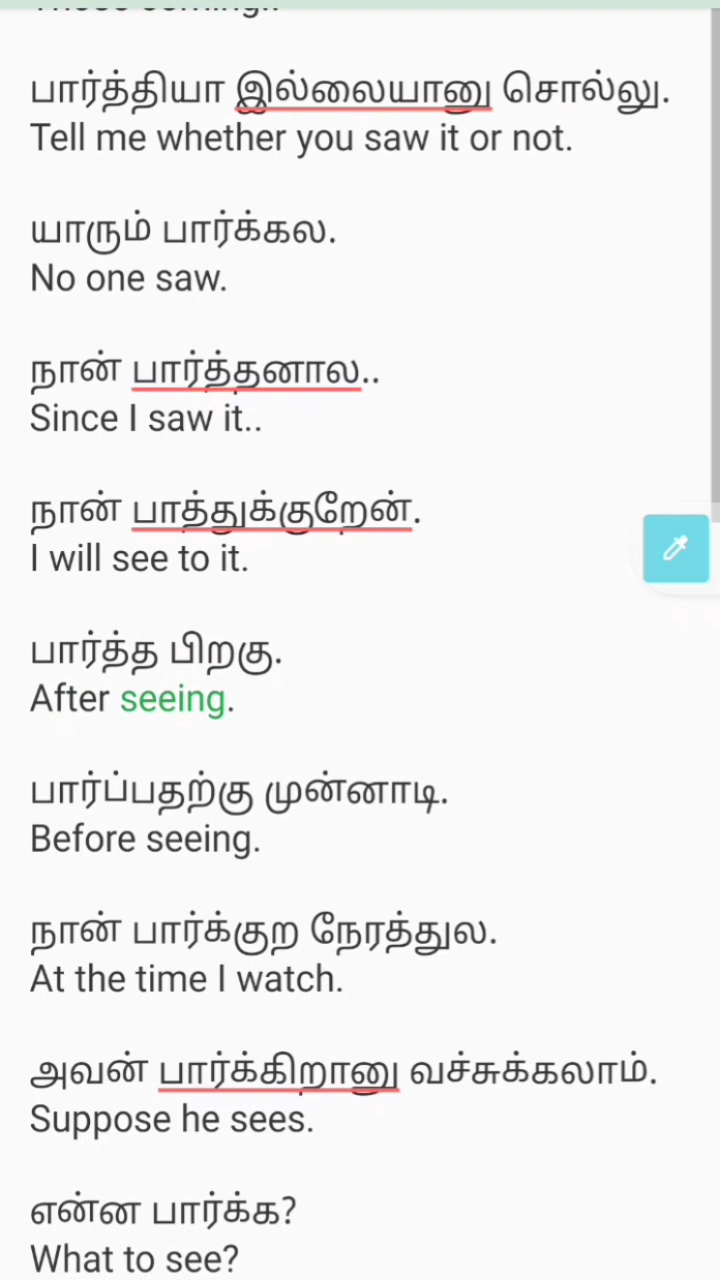 பார்த்தியா இல்லையானு சொல்லு.
Tell me whether you saw it or not.
யாரும் பார்க்கல.
No one saw.
நான் பார்த்தனால..
Since I saw it..
நான் பாத்துக்குறேன்.
I will see to it.
பார்த்த பிறகு.
After seeing.
பார்ப்பதற்கு முன்னாடி.
Before seeing.
நான் பார்க்குற நேரத்துல.
At the time I watch.
அவன் பார்க்கிறானு வச்சுக்கலாம்.
Suppose he sees.
என்ன பார்க்க?
What to see?